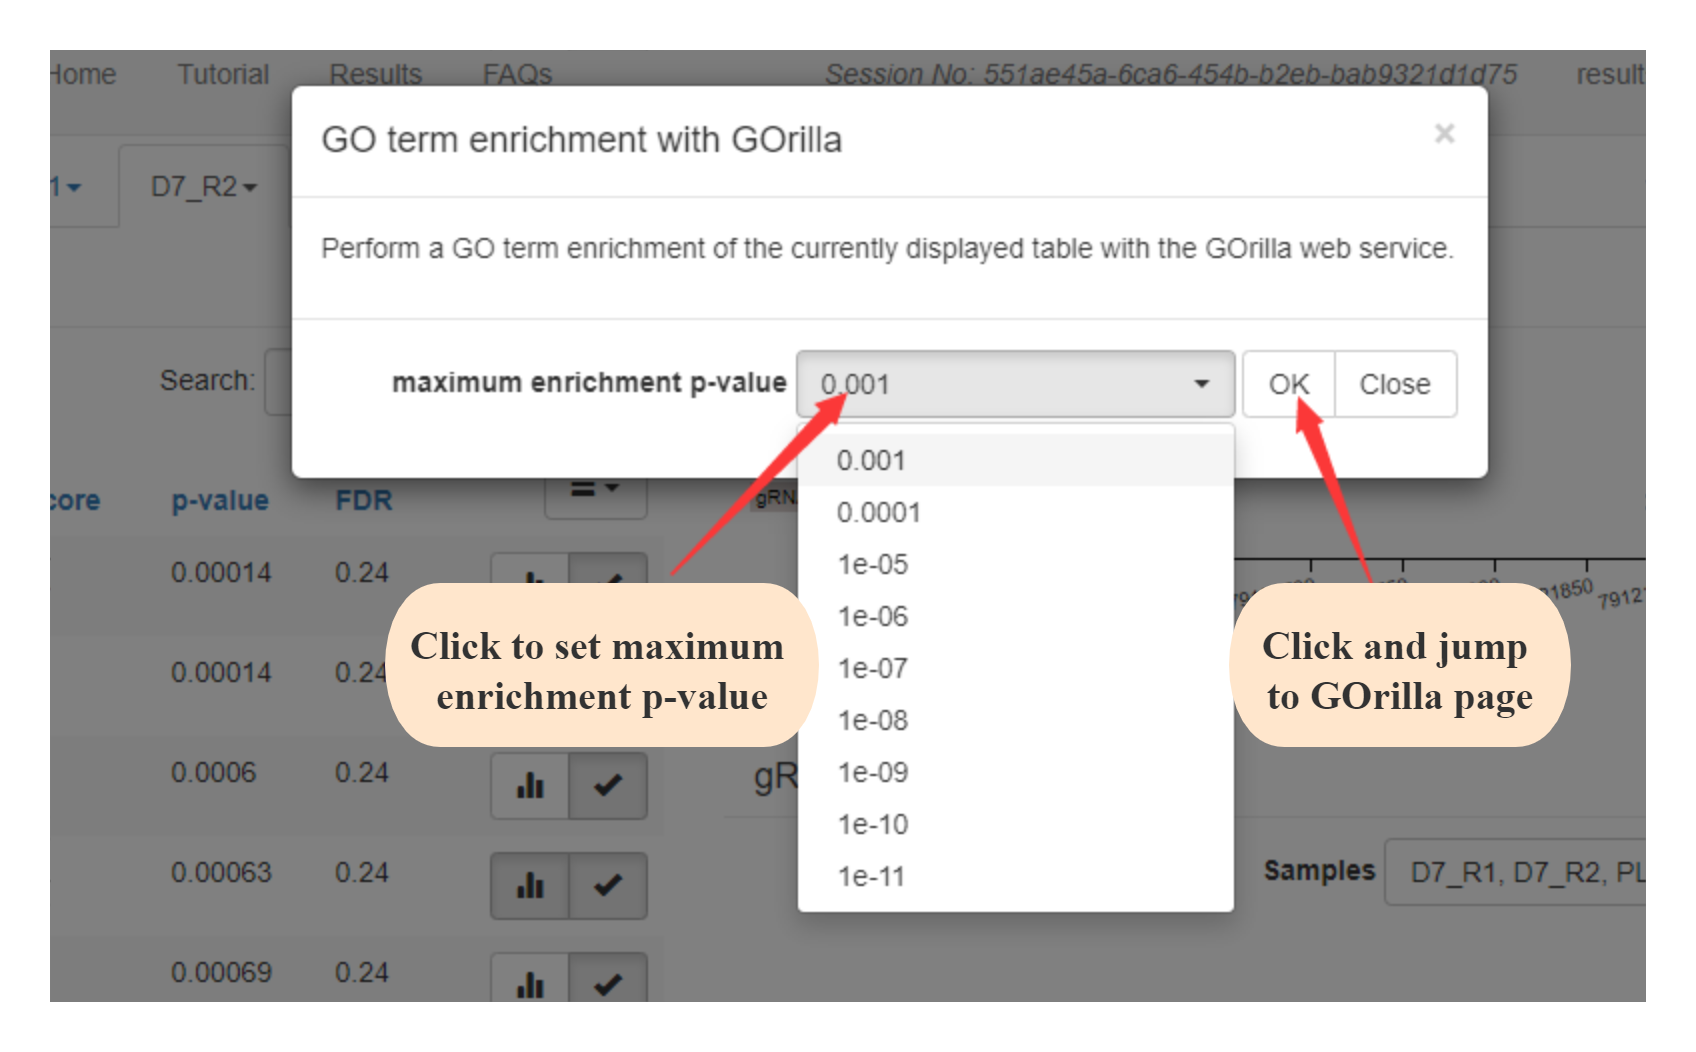 Home Tutorial Results FAQs Session No: 551ae45a-6ca6-454b-b2eb-bab9321d1d75 result
GO term enrichment with GOrilla ×
1 D7_R2
Perform a GO term enrichment of the currently displayed table with the GOrilla web service.
Search: maximum enrichment p-value 0.001 OK Close
0.001
core p-value FDR gRN
0.0001
0.00014 0.24 1e-05
1850 7912
1e-06
Click to set maximum
enrichment p-value
Click and jump
to GOrilla page
0.00014 0.24 1e-07
1e-08
0.0006 0.24 gR 1e-09
1e-10
0.00063 0.24 1e-11 Samples D7_R1, D7_R2, PL
0.00069 0.24